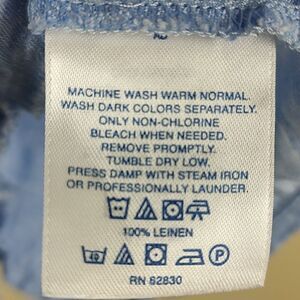 MACHINE WASH WARM NORMAL.
WASH DARK COLORS SEPARATELY.
ONLY NON-CHLORINE
BLEACH WHEN NEEDED.
REMOVE PROMPTLY.
TUMBLE DRY LOW.
PRESS DAMP WITH STEAM IRON
OR PROFESSIONALLY LAUNDER.
100% LEINEN
40 P
RN 62830